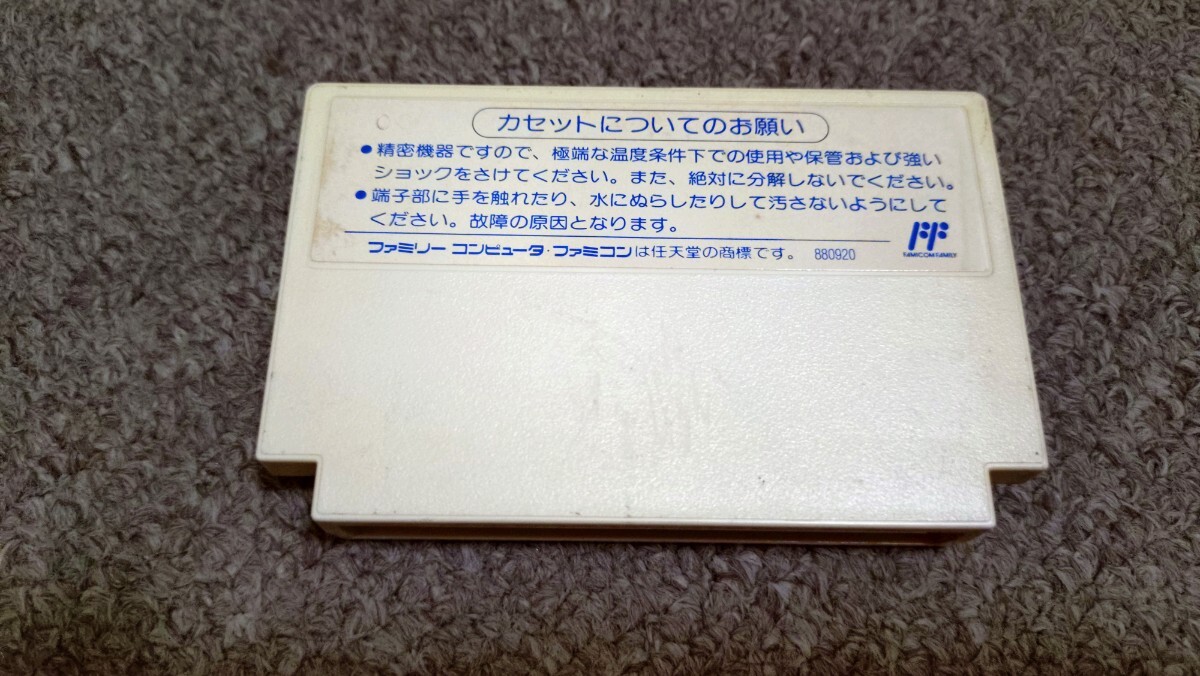 カセットについてのお願い
●精密機器ですので、極端な温度条件下での使用や保管および強い
ショックをさけてください。また、絶対に分解しないでください。
●端子部に手を触れたり、水にぬらしたりして汚さないようにして
ください。故障の原因となります。
ファミリー コンピュータ・ファミコンは任天堂の商標です。 880920
FF
FAMICOM FAMILY